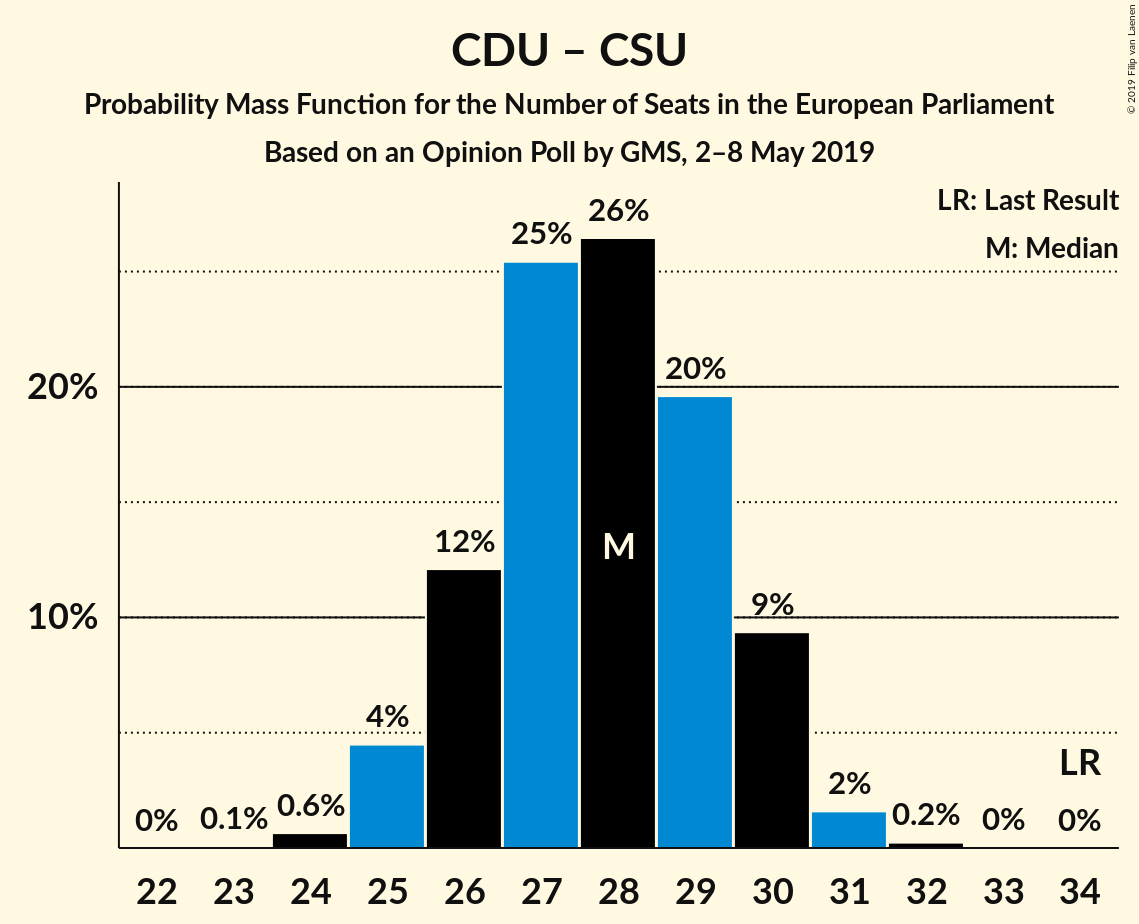 CDU – CSU
Probability Mass Function for the Number of Seats in the European Parliament
Based on an Opinion Poll by GMS, 2–8 May 2019
© 2019 Filip van Laenen
LR: Last Result
M: Median
26%
25%
20%
20%
12%
M
10%
9%
4%
LR
2%
0% 0.1% 0.6% 0.2% 0% 0%
22 23 24 25 26 27 28 29 30 31 32 33 34